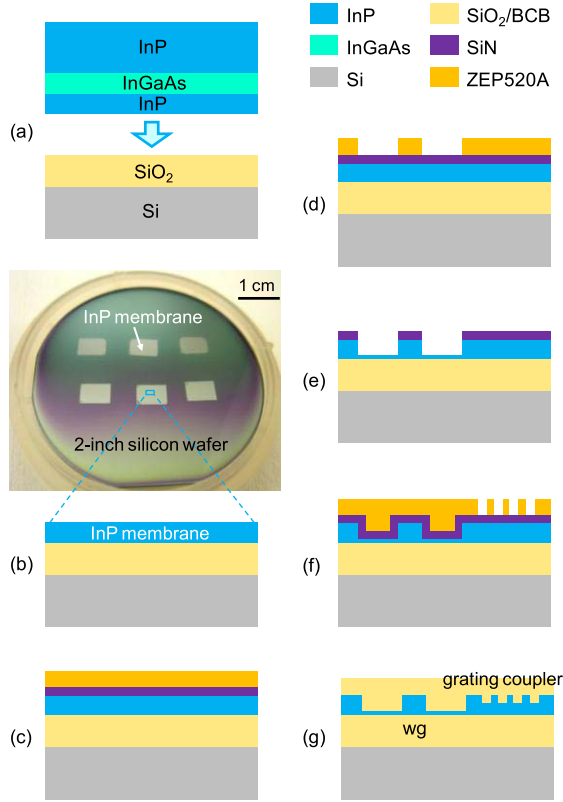 InP
InGaAs
InP
(a)
SiO₂
Si
InP
InGaAs
Si
SiO₂/BCB
SiN
ZEP520A
1 cm
InP membrane
2-inch silicon wafer
InP membrane
(b)
(c)
(d)
(e)
(f)
grating coupler
wg
(g)